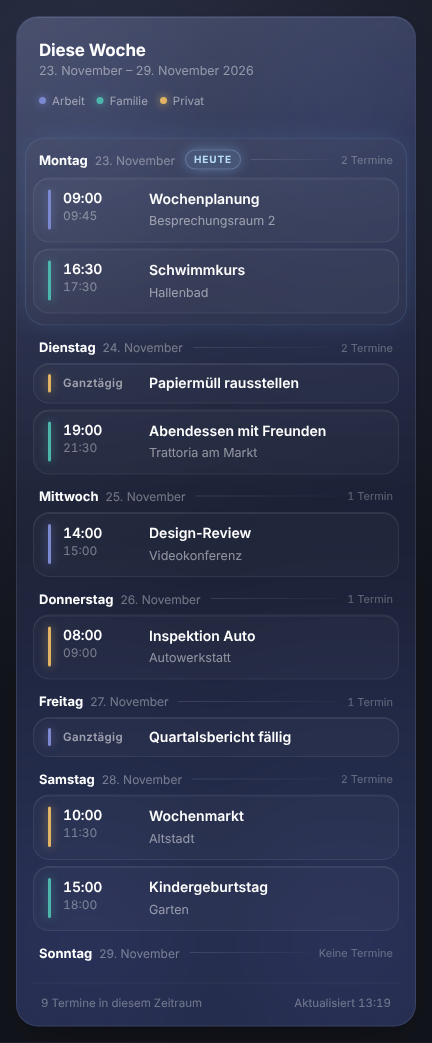 Diese Woche
23. November – 29. November 2026
Arbeit Familie Privat
Montag 23. November HEUTE 2 Termine
09:00 Wochenplanung
09:45 Besprechungsraum 2
16:30 Schwimmkurs
17:30 Hallenbad
Dienstag 24. November 2 Termine
Ganztägig Papiermüll rausstellen
19:00 Abendessen mit Freunden
21:30 Trattoria am Markt
Mittwoch 25. November 1 Termin
14:00 Design-Review
15:00 Videokonferenz
Donnerstag 26. November 1 Termin
08:00 Inspektion Auto
09:00 Autowerkstatt
Freitag 27. November 1 Termin
Ganztägig Quartalsbericht fällig
Samstag 28. November 2 Termine
10:00 Wochenmarkt
11:30 Altstadt
15:00 Kindergeburtstag
18:00 Garten
Sonntag 29. November Keine Termine
9 Termine in diesem Zeitraum Aktualisiert 13:19